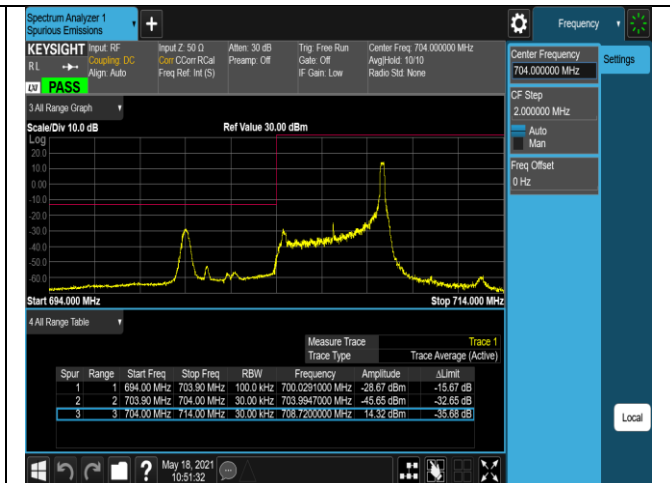 Spectrum Analyzer 1
Spurious Emissions
Frequency
KEYSIGHT
Input: RF
Coupling: DC
Align: Auto
Input Z: 50 Ω
Corr CCorr RCal
Freq Ref: Int (S)
Atten: 30 dB
Preamp: Off
Trig: Free Run
Gate: Off
IF Gain: Low
Center Freq: 704.000000 MHz
Avg|Hold: 10/10
Radio Std: None
R L
LXI
PASS
Center Frequency
704.000000 MHz
Settings
CF Step
2.000000 MHz
Auto
Man
Freq Offset
0 Hz
3 All Range Graph
Scale/Div 10.0 dB
Ref Value 30.00 dBm
Log
20.0
10.0
0.00
-10.0
-20.0
-30.0
-40.0
-50.0
-60.0
Start 694.000 MHz
Stop 714.000 MHz
4 All Range Table
Measure Trace Trace 1
Trace Type Trace Average (Active)
Spur Range Start Freq Stop Freq RBW Frequency Amplitude ΔLimit
1 1 694.00 MHz 703.90 MHz 100.0 kHz 700.0291000 MHz -28.67 dBm -15.67 dB
2 2 703.90 MHz 704.00 MHz 30.00 kHz 703.9947000 MHz -45.65 dBm -32.65 dB
3 3 704.00 MHz 714.00 MHz 30.00 kHz 708.7200000 MHz 14.32 dBm -35.68 dB
Local
May 18, 2021
10:51:32